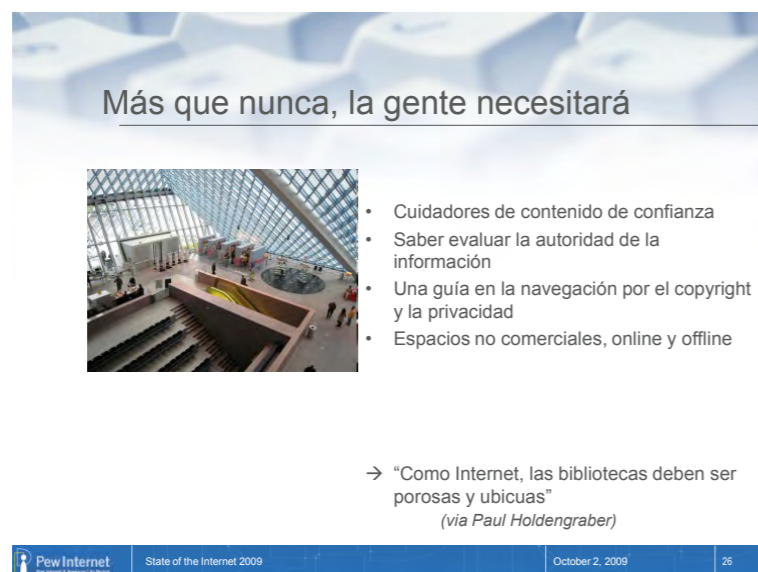 Más que nunca, la gente necesitará
• Cuidadores de contenido de confianza
• Saber evaluar la autoridad de la
información
• Una guía en la navegación por el copyright
y la privacidad
• Espacios no comerciales, online y offline
→ “Como Internet, las bibliotecas deben ser
porosas y ubicuas”
(via Paul Holdengraber)
Pew Internet
State of the Internet 2009
October 2, 2009
26